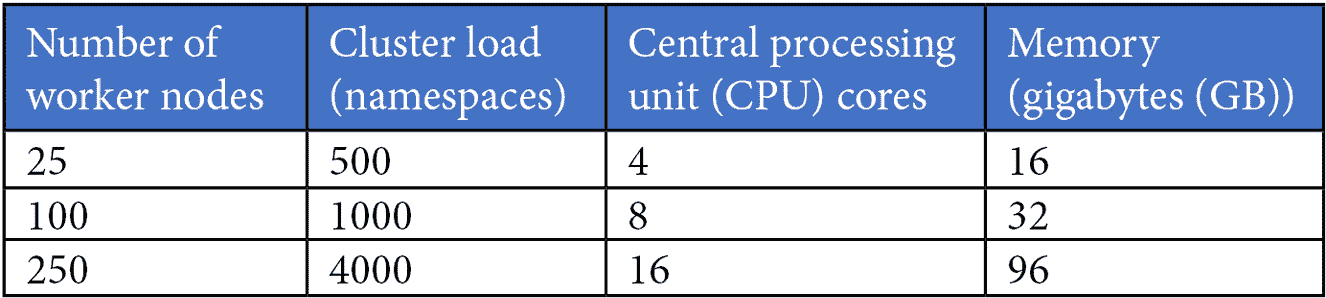 Number of worker nodes | Cluster load (namespaces) | Central processing unit (CPU) cores | Memory (gigabytes (GB))
25 | 500 | 4 | 16
100 | 1000 | 8 | 32
250 | 4000 | 16 | 96